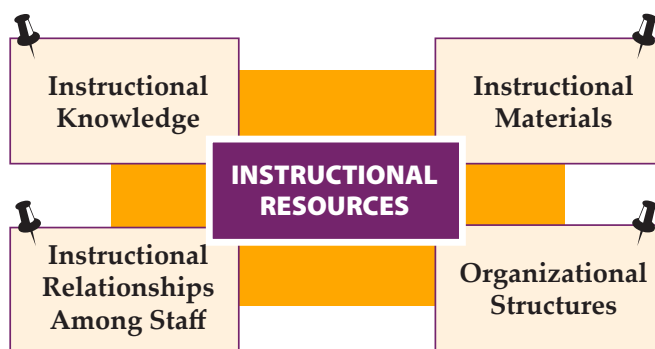 Instructional
Knowledge
Instructional
Materials
INSTRUCTIONAL
RESOURCES
Instructional
Relationships
Among Staff
Organizational
Structures